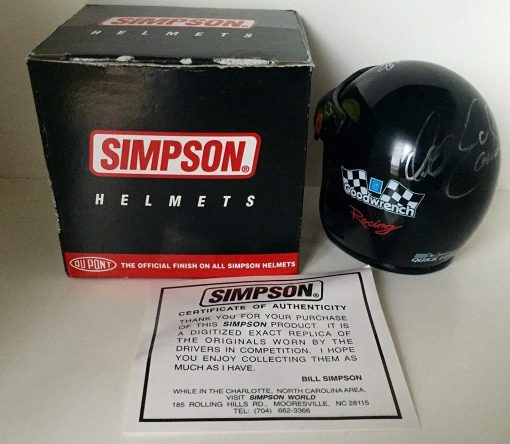 SIMPSON®
HELMETS
SIMPSON®
HELMETS
DU PONT THE OFFICIAL FINISH ON ALL SIMPSON HELMETS
Goodwrench
Racing
SIMPSON®
CERTIFICATE OF AUTHENTICITY
THANK YOU FOR YOUR PURCHASE
OF THIS SIMPSON PRODUCT. IT IS
A DIGITIZED EXACT REPLICA OF
THE ORIGINALS WORN BY THE
DRIVERS IN COMPETITION. I HOPE
YOU ENJOY COLLECTING THEM AS
MUCH AS I HAVE.
BILL SIMPSON
WHILE IN THE CHARLOTTE, NORTH CAROLINA AREA,
VISIT SIMPSON WORLD
185 ROLLING HILLS RD., MOORESVILLE, NC 28115
TEL: (704) 662-3366